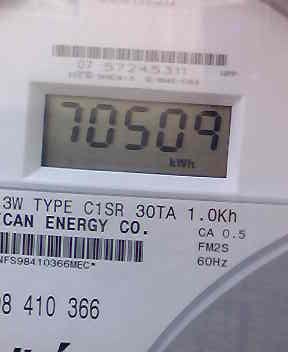 07 57245311
70509
kWh
3W TYPE C1SR 30TA 1.0Kh
CAN ENERGY CO.
CA 0.5
FM2S
NFS98410366MEC*
60Hz
98 410 366